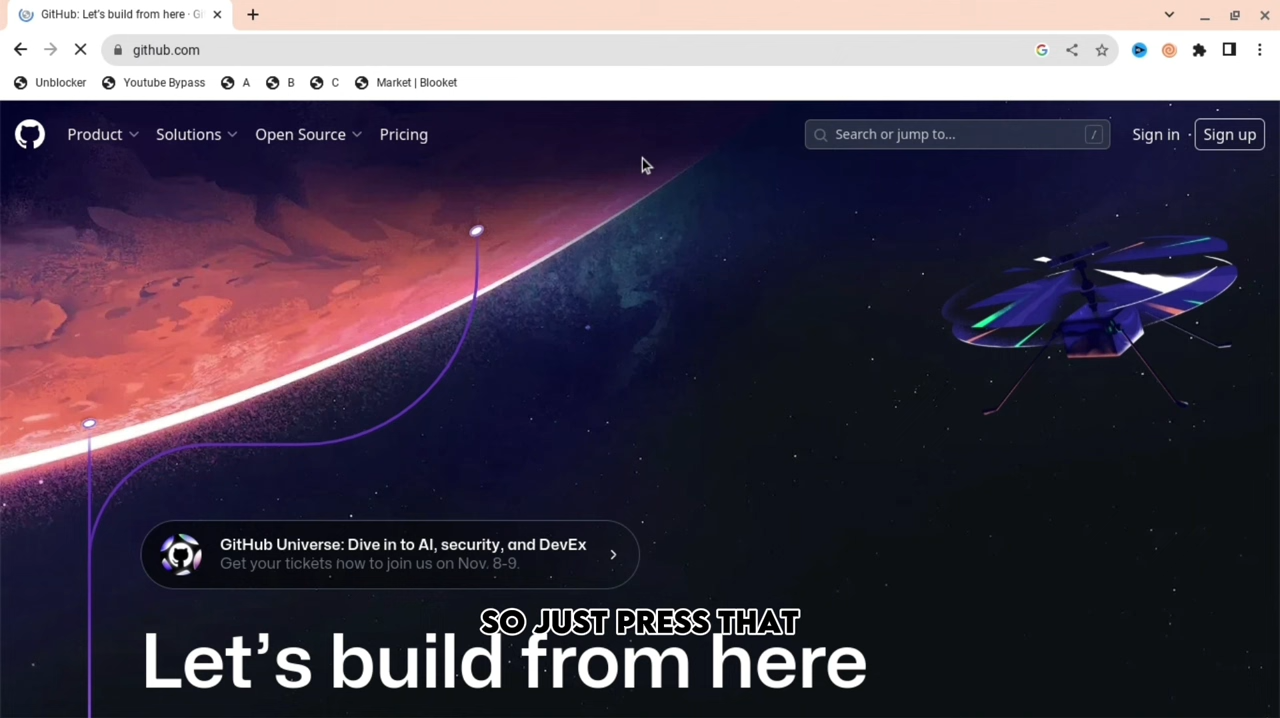 GitHub: Let's build from here · Gi
github.com
Unblocker
Youtube Bypass
A
B
C
Market | Blooket
Product
Solutions
Open Source
Pricing
Search or jump to...
/
Sign in
Sign up
GitHub Universe: Dive in to AI, security, and DevEx
Get your tickets now to join us on Nov. 8-9.
SO JUST PRESS THAT
Let's build from here